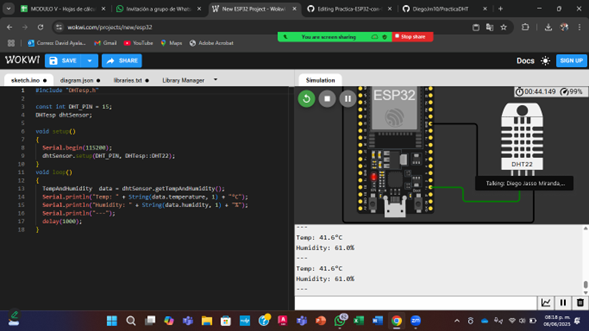 MODULO V - Hojas de cálc
Invitación a grupo de What
New ESP32 Project - Wokwi
Editing Practico ESP32-con
DiegoJm10/PracticaDHT
wokwi.com/projects/new/esp32
You are screen sharing
Stop share
Correo: David Ayala...
Gmail
YouTube
Maps
Adobe Acrobat
WOKWI
SAVE
SHARE
Docs
SIGN UP
sketch.ino
diagram.json
libraries.txt
Library Manager
Simulation
1 #include "DHTesp.h"
2
3 const int DHT_PIN = 15;
4 DHTesp dhtSensor;
5
6 void setup()
7 {
8 Serial.begin(115200);
9 dhtSensor.setup(DHT_PIN, DHTesp::DHT22);
10 }
11 void loop()
12 {
13 TempAndHumidity data = dhtSensor.getTempAndHumidity();
14 Serial.println("Temp: " + String(data.temperature, 1) + "°C");
15 Serial.println("Humidity: " + String(data.humidity, 1) + "%");
16 Serial.println("---");
17 delay(1000);
18 }
00:44.149
99%
ESP32
DHT22
Talking: Diego Jasso Miranda,...
---
Temp: 41.6°C
Humidity: 61.0%
---
Temp: 41.6°C
Humidity: 61.0%
---
08:18 p. m.
06/06/2025